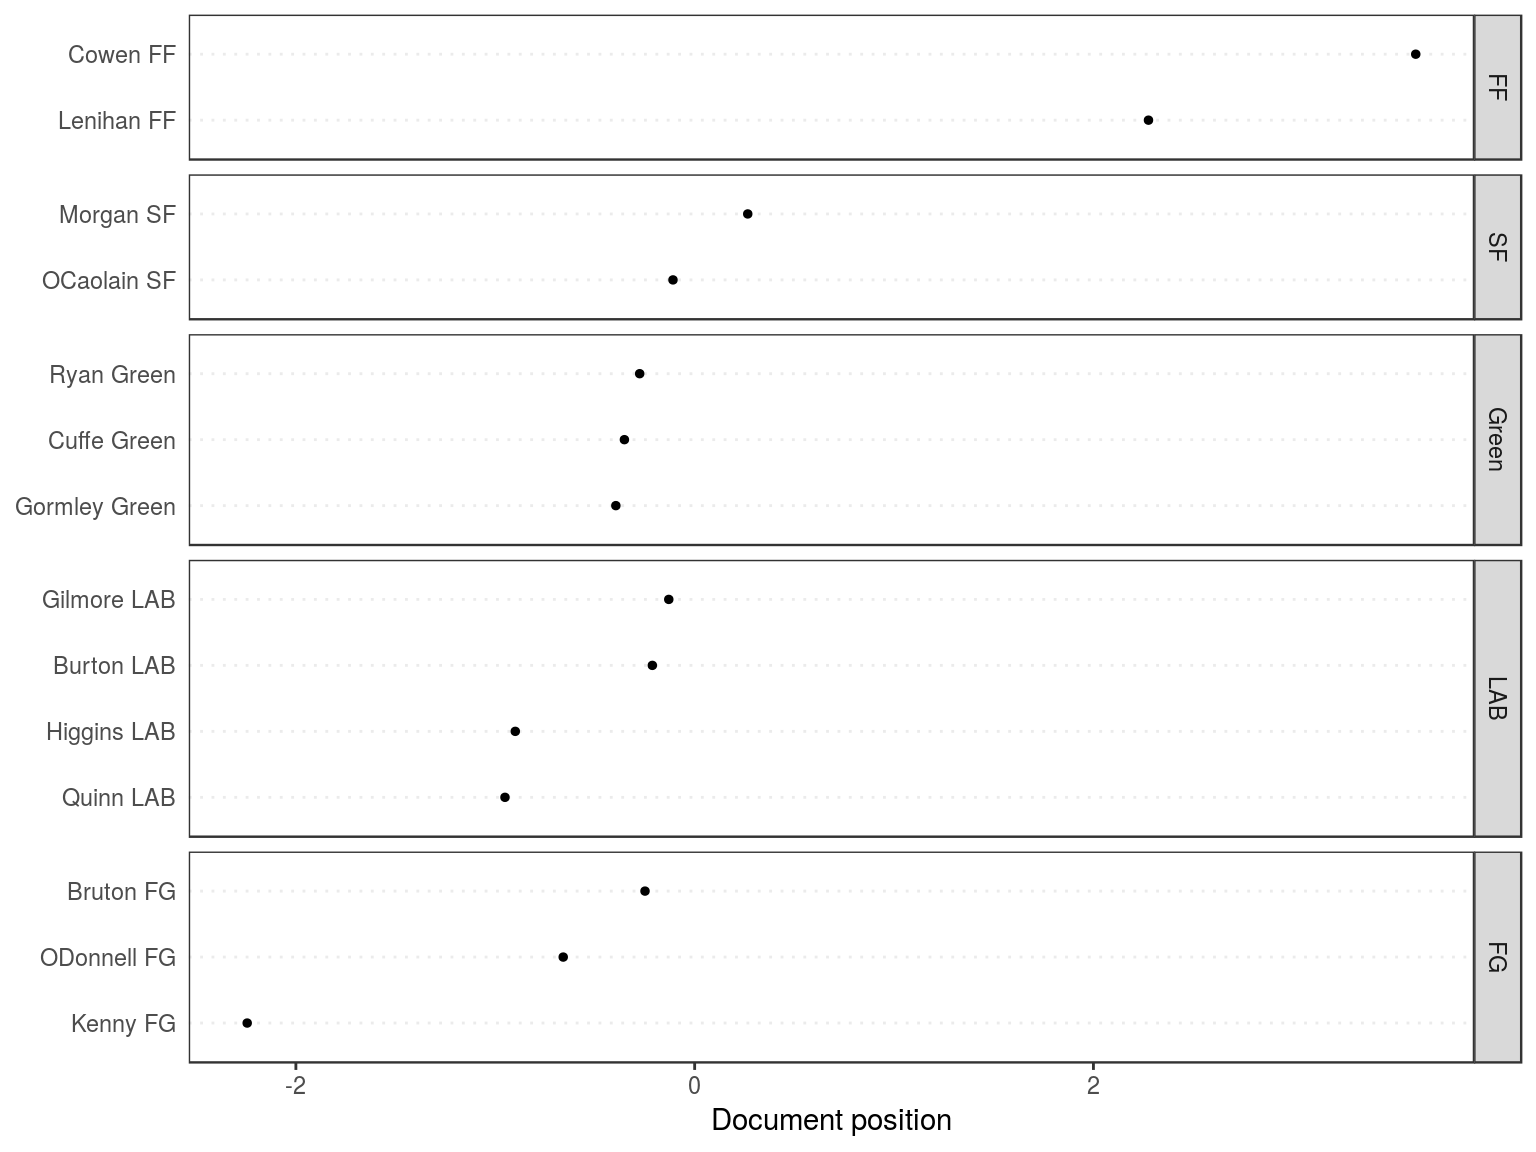 Cowen FF
Lenihan FF
FF
Morgan SF
OCaolain SF
SF
Ryan Green
Cuffe Green
Gormley Green
Green
Gilmore LAB
Burton LAB
Higgins LAB
Quinn LAB
LAB
Bruton FG
ODonnell FG
Kenny FG
FG
-2 0 2
Document position